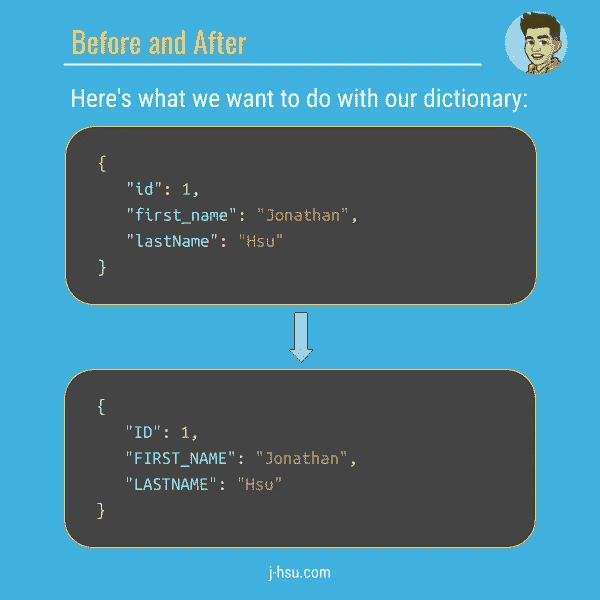 Before and After
Here's what we want to do with our dictionary:
{
"id": 1,
"first_name": "Jonathan",
"lastName": "Hsu"
}
{
"ID": 1,
"FIRST_NAME": "Jonathan",
"LASTNAME": "Hsu"
}
j-hsu.com